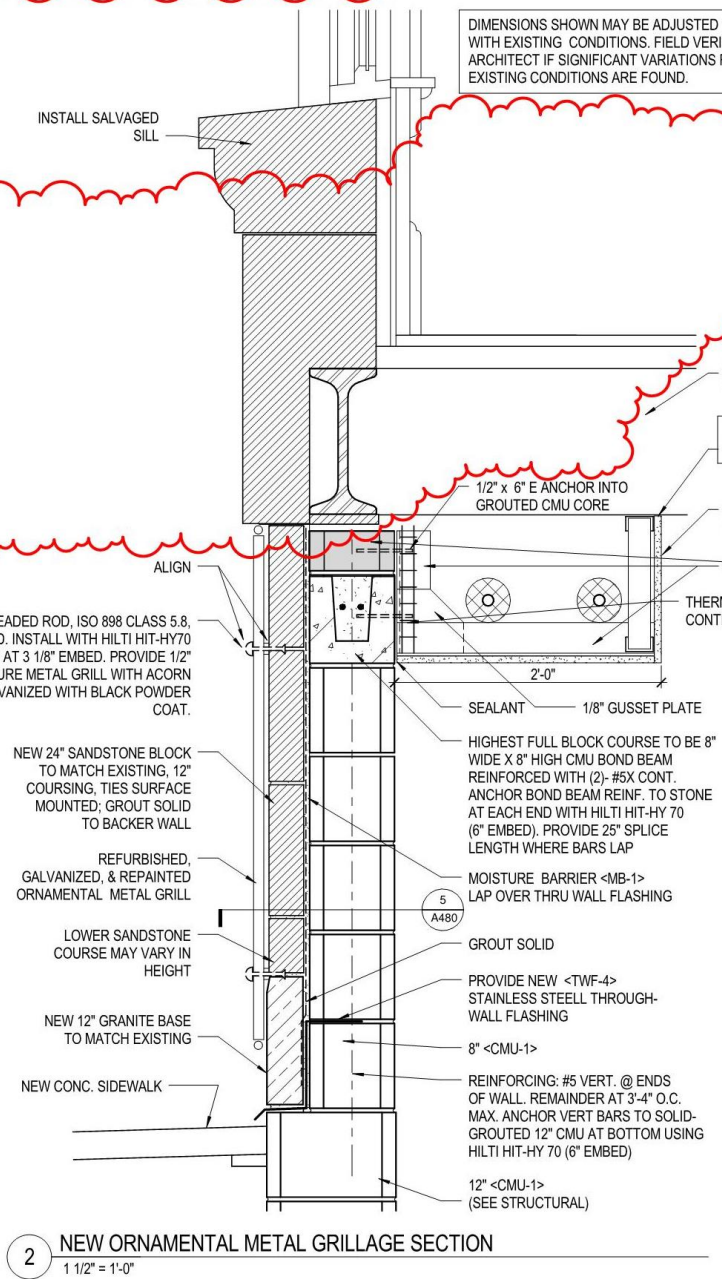 DIMENSIONS SHOWN MAY BE ADJUSTED
WITH EXISTING CONDITIONS. FIELD
ARCHITECT IF SIGNIFICANT VARIATIONS
EXISTING CONDITIONS ARE FOUND.
INSTALL SALVAGED
SILL
1/2" x 6" E ANCHOR INTO
GROUTED CMU CORE
ALIGN
ROD, ISO 898 CLASS 5.8,
INSTALL WITH HILTI HIT-HY70
AT 3 1/8" EMBED. PROVIDE 1/2"
METAL GRILL WITH ACORN
WITH BLACK POWDER
COAT.
2'-0"
SEALANT
1/8" GUSSET PLATE
HIGHEST FULL BLOCK COURSE TO BE 8"
WIDE X 8" HIGH CMU BOND BEAM
REINFORCED WITH (2)- #5X CONT.
ANCHOR BOND BEAM REINF. TO STONE
AT EACH END WITH HILTI HIT-HY 70
(6" EMBED). PROVIDE 25" SPLICE
LENGTH WHERE BARS LAP
NEW 24" SANDSTONE BLOCK
TO MATCH EXISTING, 12"
COURSING, TIES SURFACE
MOUNTED; GROUT SOLID
TO BACKER WALL
REFURBISHED,
GALVANIZED, & REPAINTED
ORNAMENTAL METAL GRILL
MOISTURE BARRIER <MB-1>
LAP OVER THRU WALL FLASHING
5
A480
LOWER SANDSTONE
COURSE MAY VARY IN
HEIGHT
GROUT SOLID
PROVIDE NEW <TWF-4>
STAINLESS STEELL THROUGH-
WALL FLASHING
NEW 12" GRANITE BASE
TO MATCH EXISTING
8" <CMU-1>
NEW CONC. SIDEWALK
REINFORCING: #5 VERT. @ ENDS
OF WALL. REMAINDER AT 3'-4" O.C.
MAX. ANCHOR VERT BARS TO SOLID-
GROUTED 12" CMU AT BOTTOM USING
HILTI HIT-HY 70 (6" EMBED)
12" <CMU-1>
(SEE STRUCTURAL)
2
NEW ORNAMENTAL METAL GRILLAGE SECTION
1 1/2" = 1'-0"